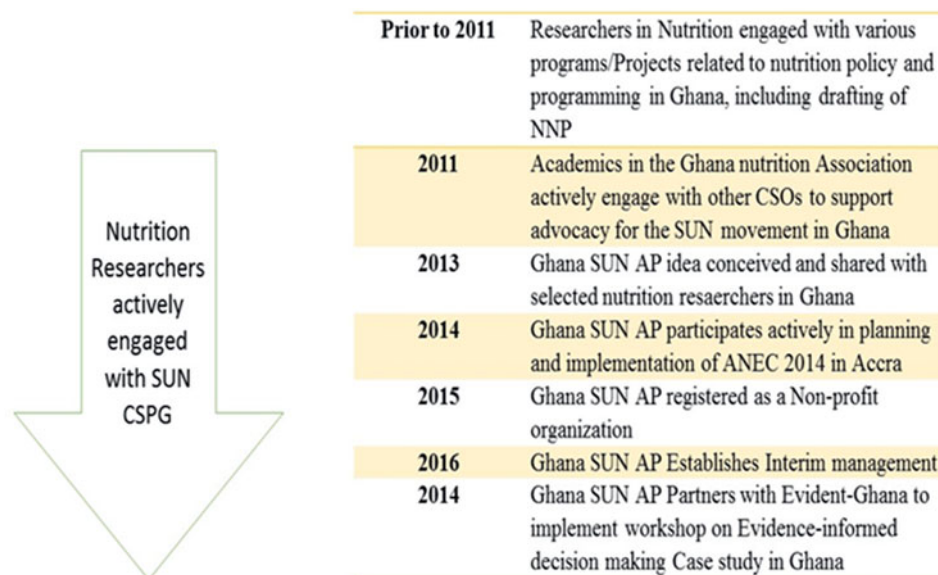 Nutrition
Researchers
actively
engaged
with SUN
CSPG
Prior to 2011
Researchers in Nutrition engaged with various
programs/Projects related to nutrition policy and
programming in Ghana, including drafting of
NNP
2011
Academics in the Ghana nutrition Association
actively engage with other CSOs to support
advocacy for the SUN movement in Ghana
2013
Ghana SUN AP idea conceived and shared with
selected nutrition resaerchers in Ghana
2014
Ghana SUN AP participates actively in planning
and implementation of ANEC 2014 in Accra
2015
Ghana SUN AP registered as a Non-profit
organization
2016
Ghana SUN AP Establishes Interim management
2014
Ghana SUN AP Partners with Evident-Ghana to
implement workshop on Evidence-informed
decision making Case study in Ghana